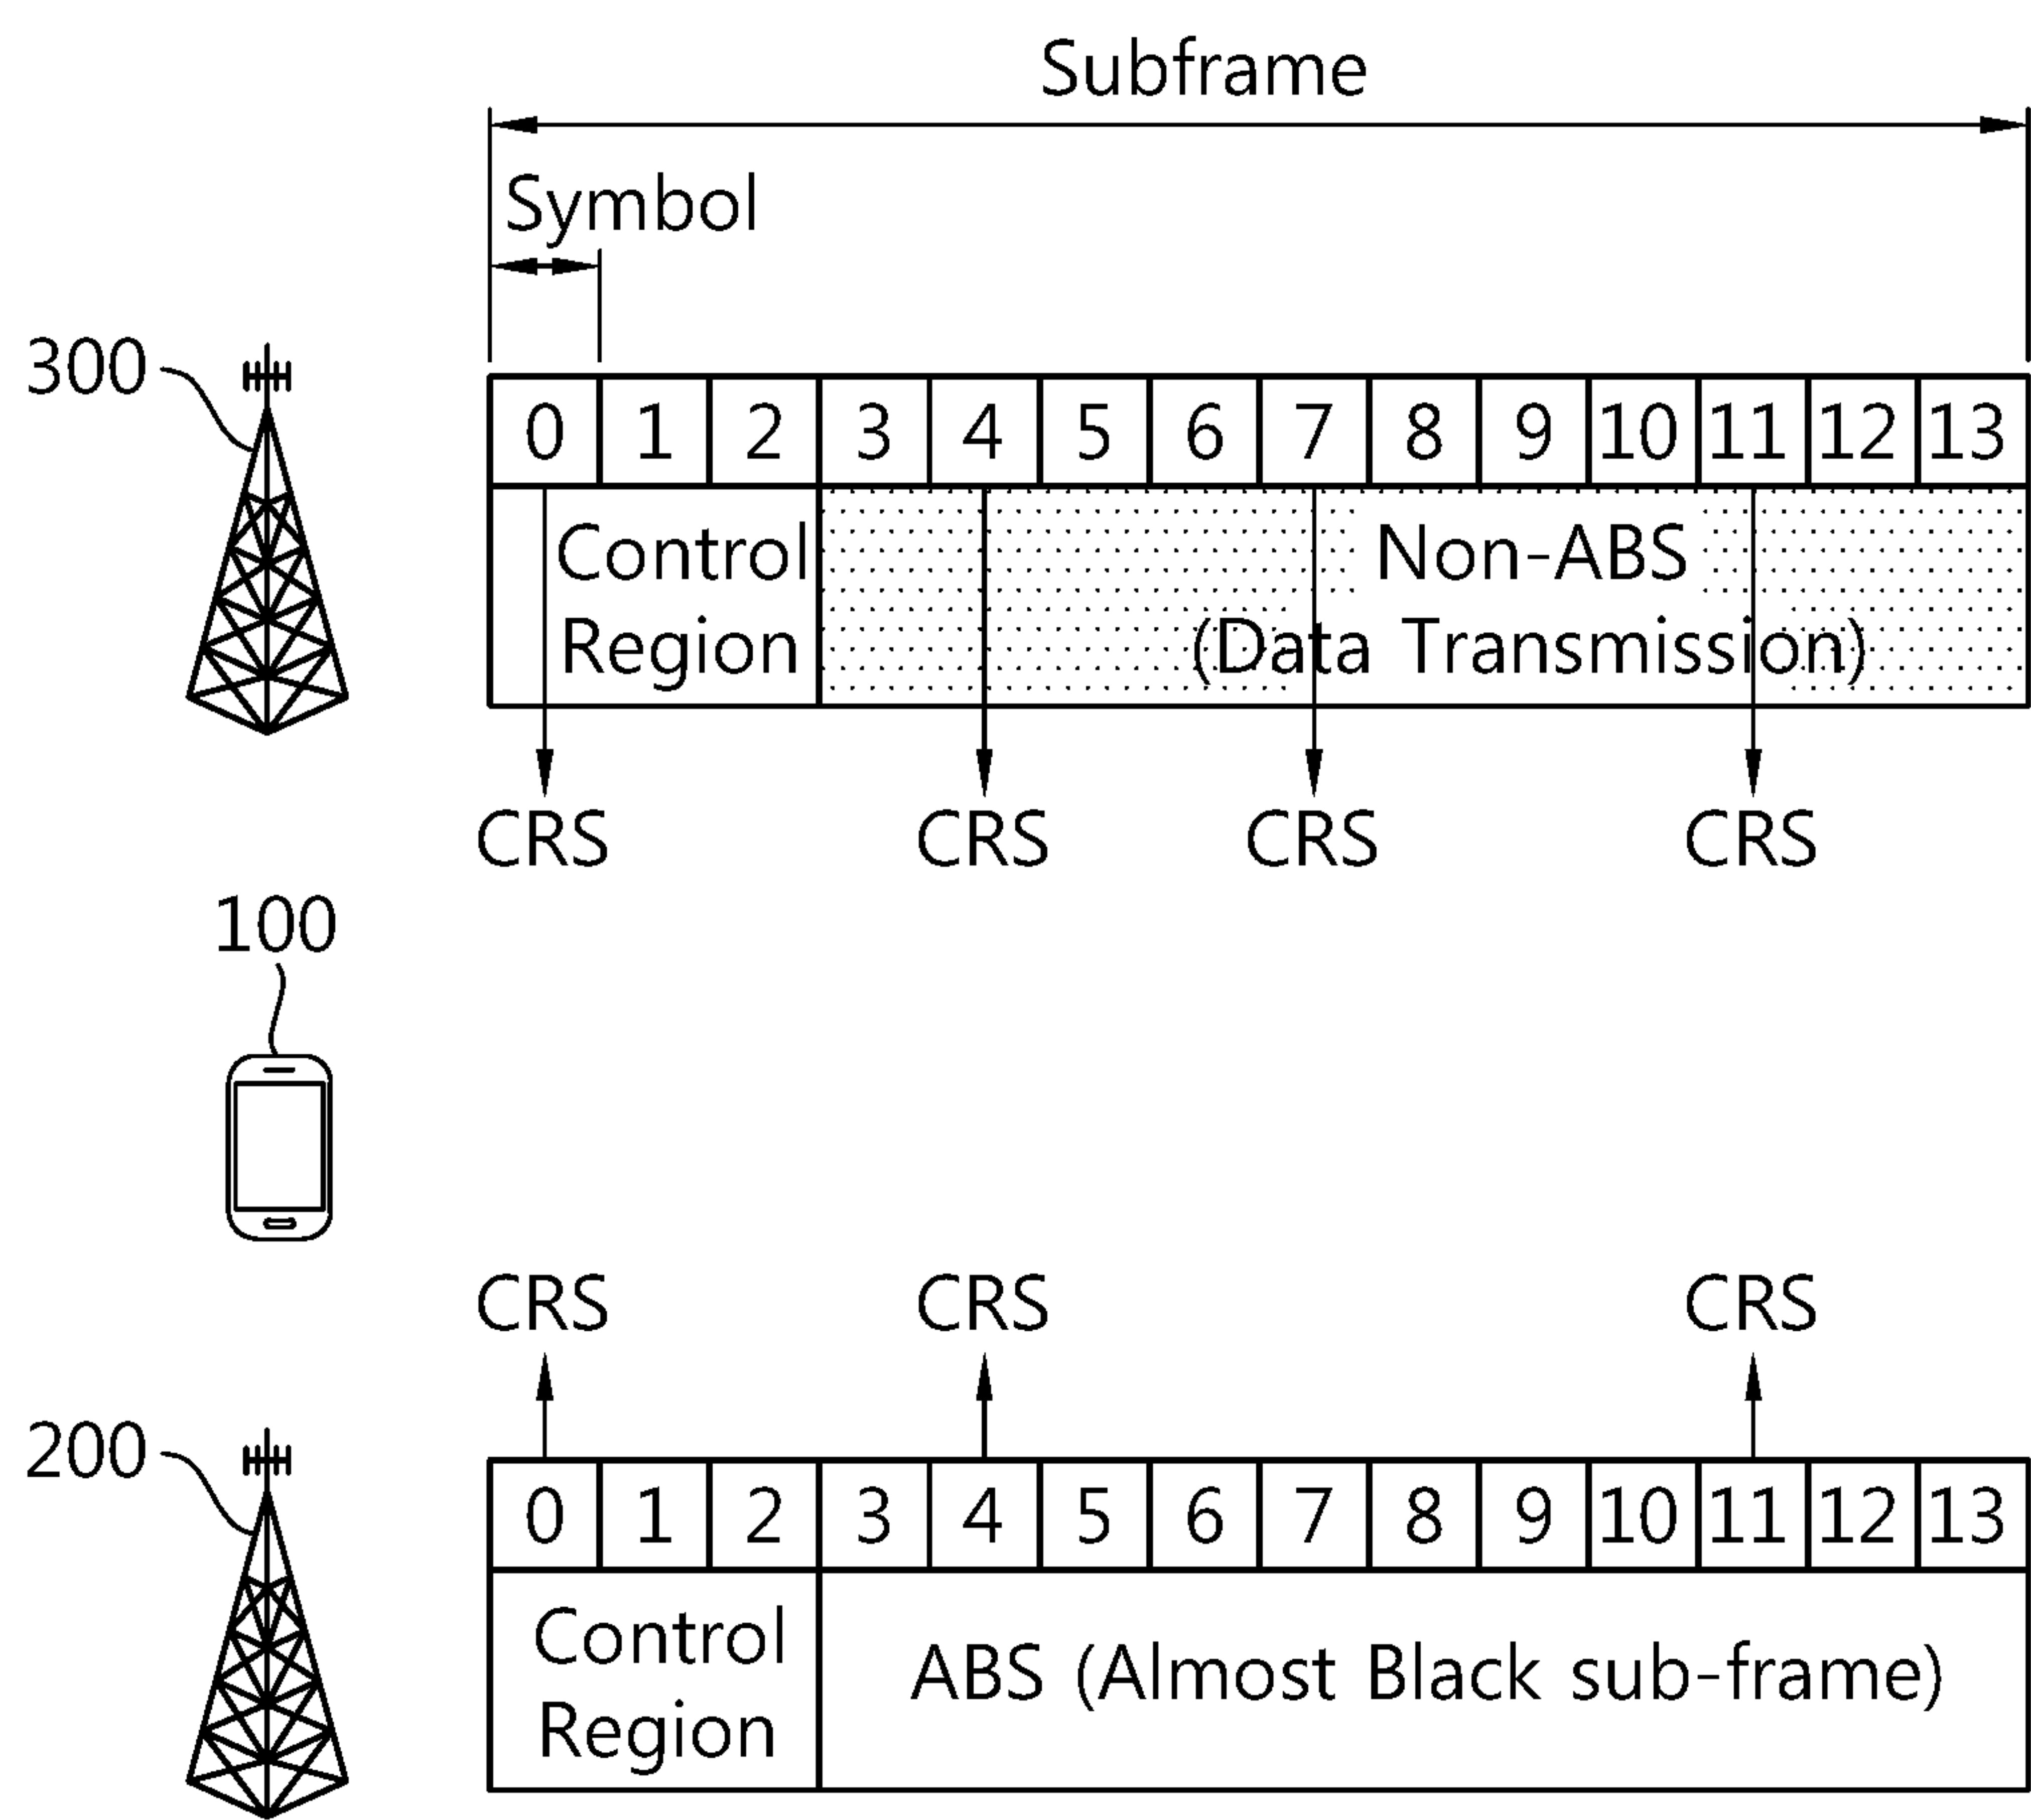 Subframe
Symbol
300
0 1 2 3 4 5 6 7 8 9 10 11 12 13
Control Region
Non-ABS
(Data Transmission)
CRS CRS CRS CRS
100
CRS CRS CRS
200
0 1 2 3 4 5 6 7 8 9 10 11 12 13
Control
Region
ABS (Almost Black sub-frame)